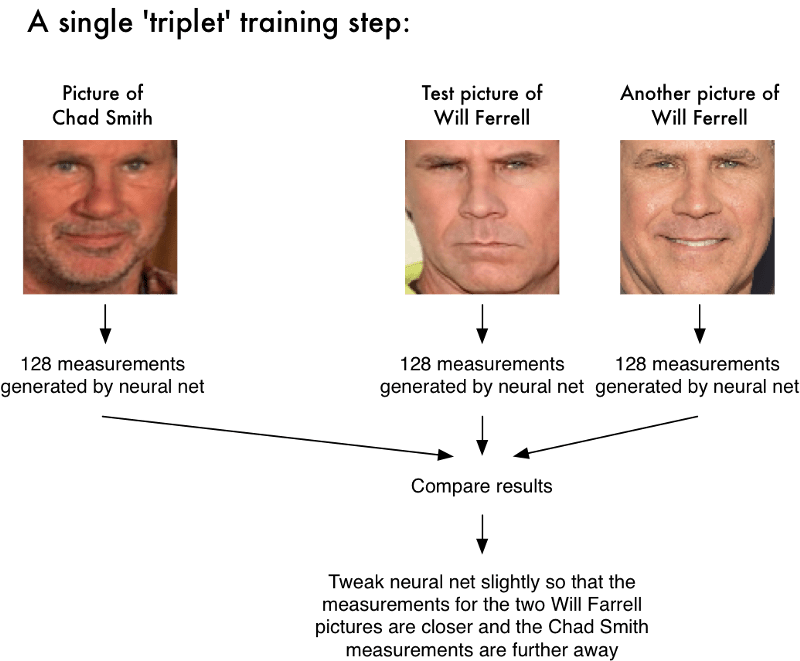 A single 'triplet' training step:
Picture of
Chad Smith
Test picture of
Will Ferrell
Another picture of
Will Ferrell
128 measurements
generated by neural net
128 measurements
generated by neural net
128 measurements
generated by neural net
Compare results
Tweak neural net slightly so that the
measurements for the two Will Farrell
pictures are closer and the Chad Smith
measurements are further away